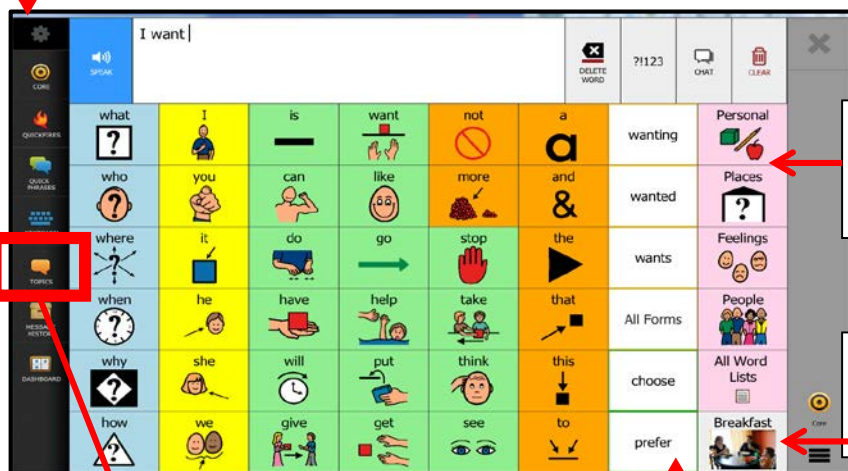 I want
SPEAK
DELETE
WORD
?!123
CHAT
CLEAR
CORE
QUICKFIRES
QUICK
PHRASES
TOPICS
MESSAGE
HISTORY
DASHBOARD
what
I
is
want
not
a
wanting
Personal
who
you
can
like
more
and
&
wanted
Places
where
it
do
go
stop
the
wants
Feelings
when
he
have
help
take
that
All Forms
People
why
she
will
put
think
this
choose
All Word
Lists
how
we
give
get
see
to
prefer
Breakfast
Core